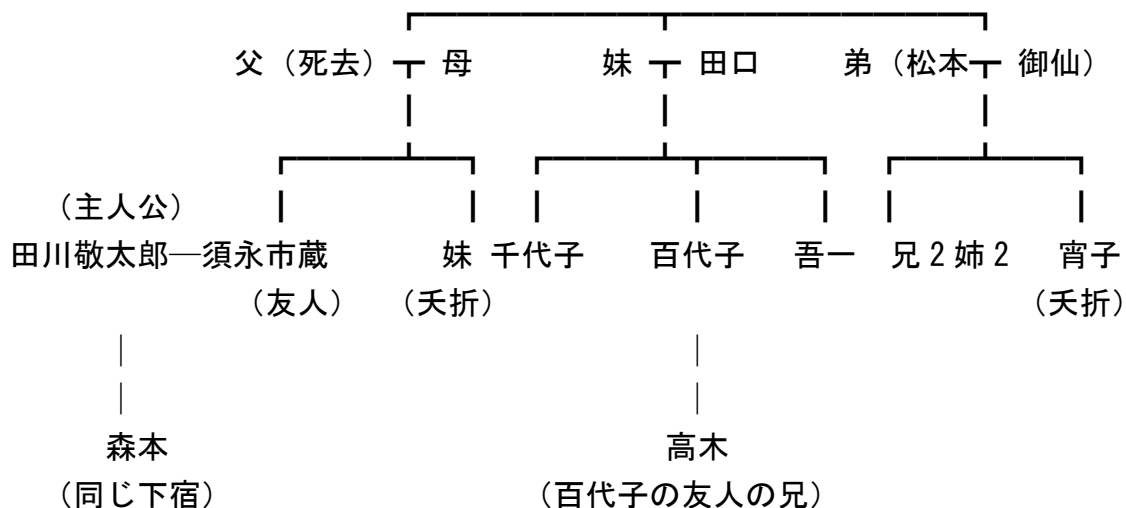 父（死去） 母 妹 田口 弟（松本 御仙）
（主人公）
田川敬太郎―須永市蔵 妹 千代子 百代子 吾一 兄２姉２ 宵子
（友人） （夭折） （夭折）
森本 高木
（同じ下宿） （百代子の友人の兄）